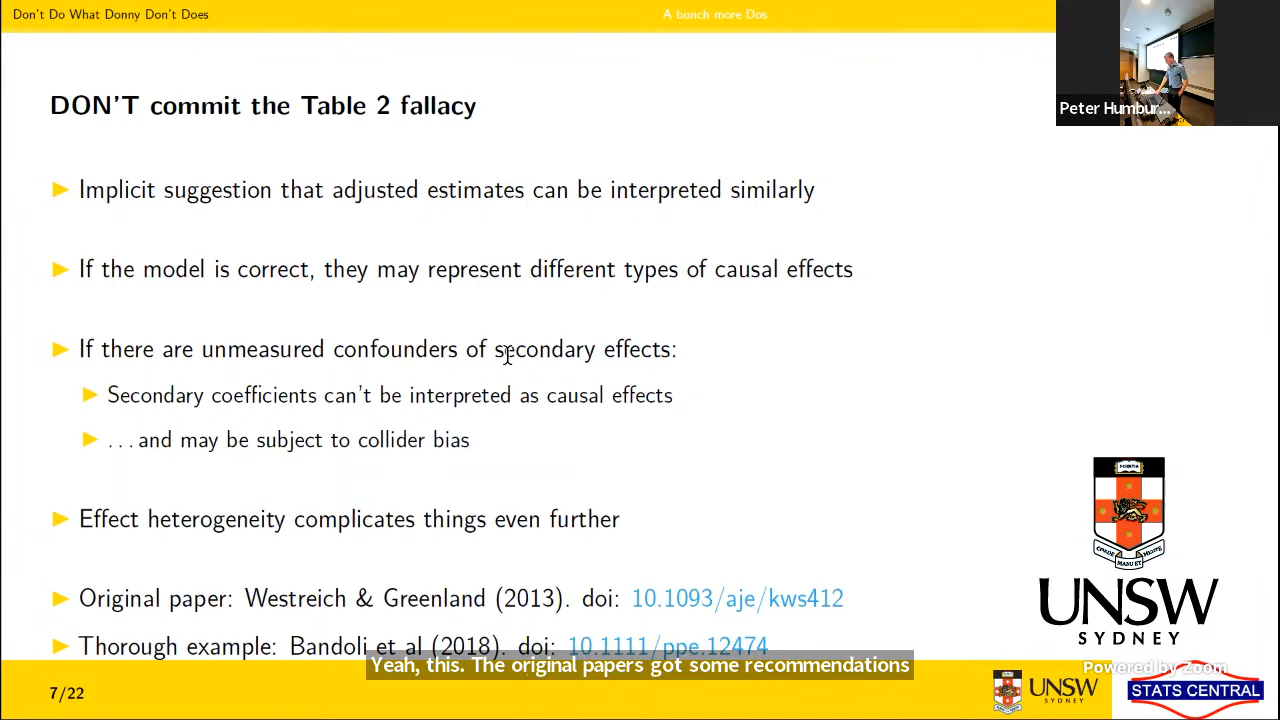 Don't Do What Donny Don't Does
A bunch more Dos
Peter Humbur...
DON'T commit the Table 2 fallacy
Implicit suggestion that adjusted estimates can be interpreted similarly
If the model is correct, they may represent different types of causal effects
If there are unmeasured confounders of secondary effects:
Secondary coefficients can't be interpreted as causal effects
...and may be subject to collider bias
Effect heterogeneity complicates things even further
Original paper: Westreich & Greenland (2013). doi: 10.1093/aje/kws412
Thorough example: Bandoli et al (2018). doi: 10.1111/ppe.12474
Yeah, this. The original papers got some recommendations
UNSW
SYDNEY
Powered by Zoom
7/22
UNSW
SYDNEY
STATS CENTRAL